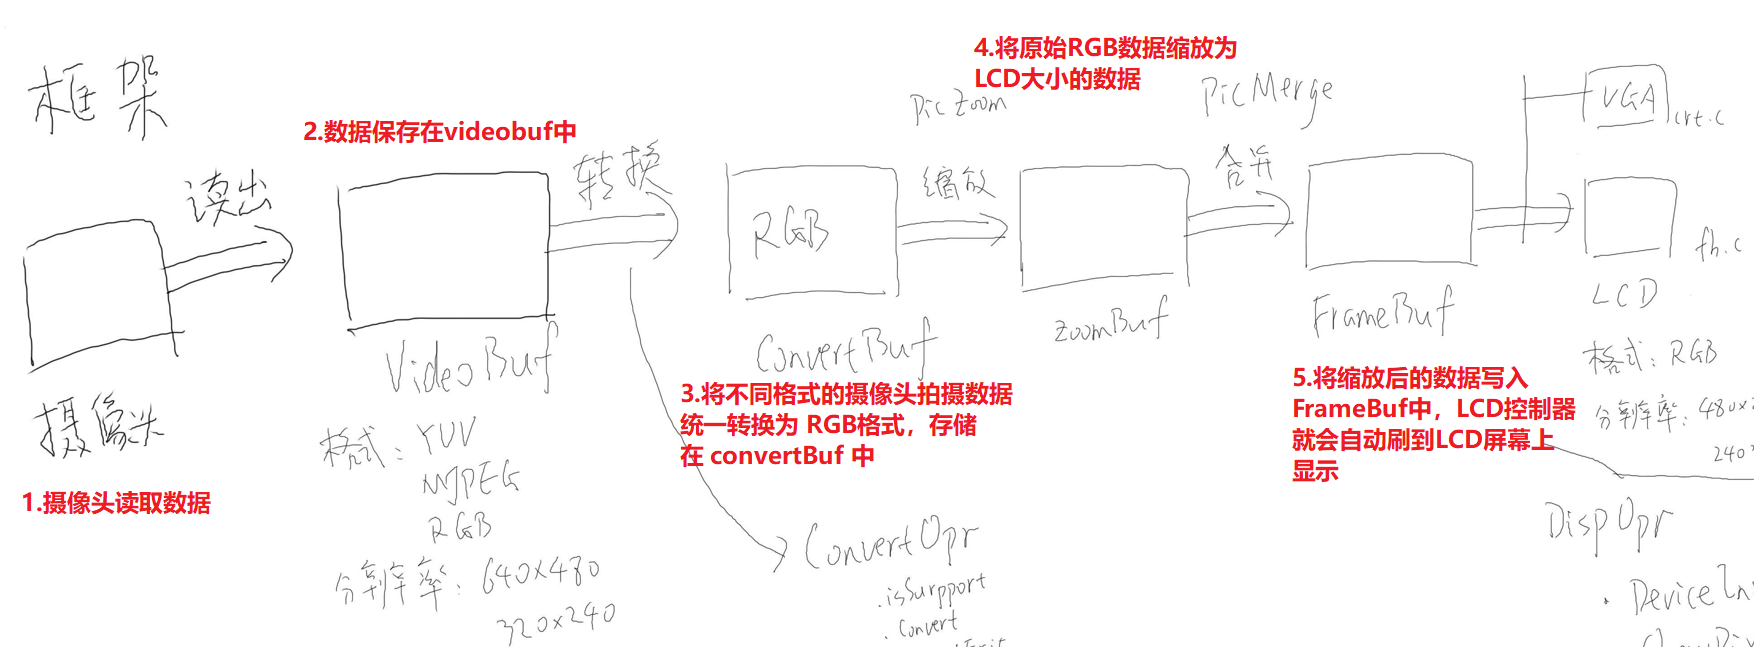 框架
1.摄像头读取数据
摄像头
读出
2.数据保存在videobuf中
VideoBuf
格式：YUV
MJPEG
RGB
分辨率：640x480
320x240
转换
ConvertOpr
.isSurpport
.Convert
RGB
ConvertBuf
3.将不同格式的摄像头拍摄数据
统一转换为 RGB格式，存储
在 convertBuf 中
PicZoom
缩放
4.将原始RGB数据缩放为
LCD大小的数据
ZoomBuf
PicMerge
合并
FrameBuf
5.将缩放后的数据写入
FrameBuf中，LCD控制器
就会自动刷到LCD屏幕上
显示
VGA
crt.c
fb.c
LCD
格式：RGB
分辨率：480x
240x
DispOpr
. DeviceIn